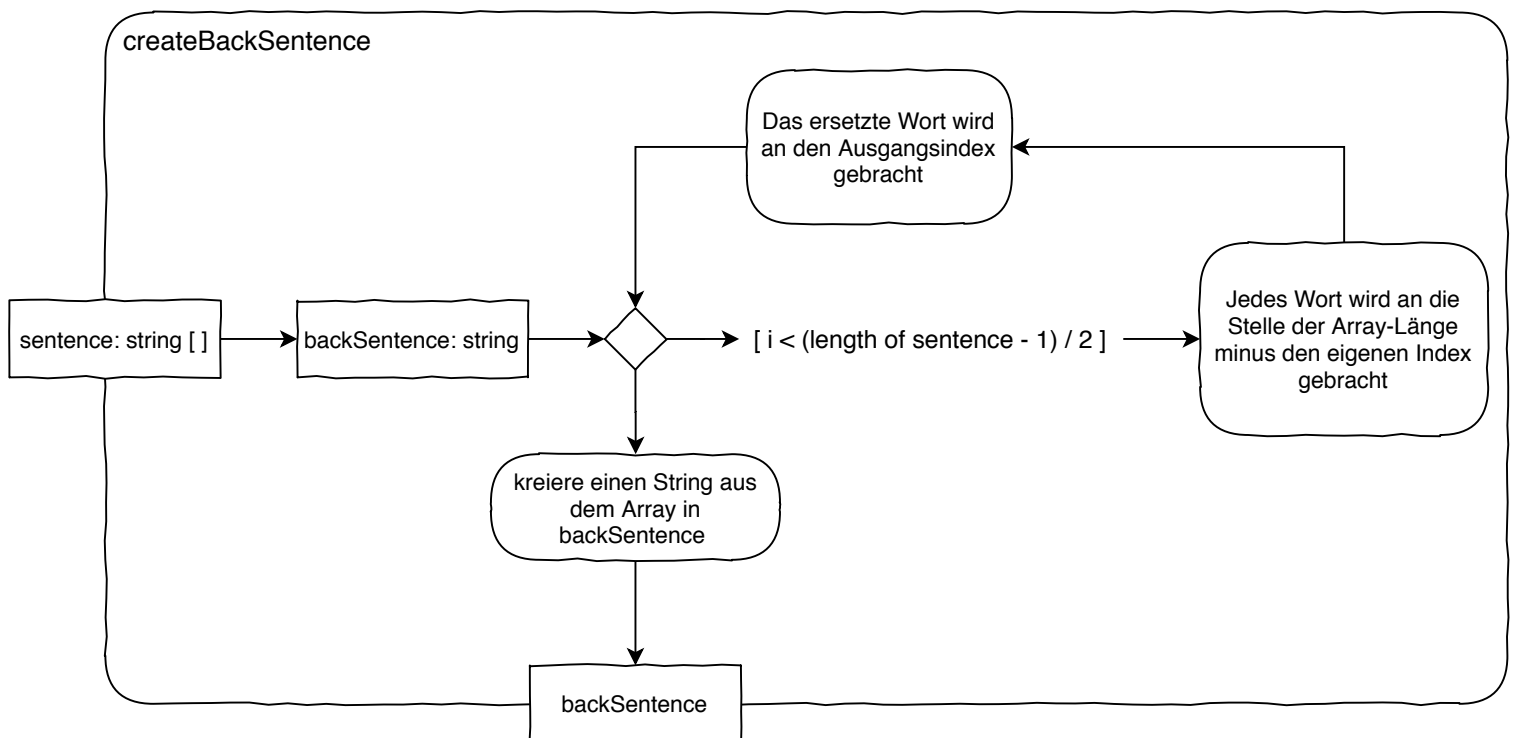 createBackSentence
Das ersetzte Wort wird
an den Ausgangsindex
gebracht
sentence: string [ ]
backSentence: string
[ i < (length of sentence - 1) / 2 ]
Jedes Wort wird an die
Stelle der Array-Länge
minus den eigenen Index
gebracht
kreiere einen String aus
dem Array in
backSentence
backSentence